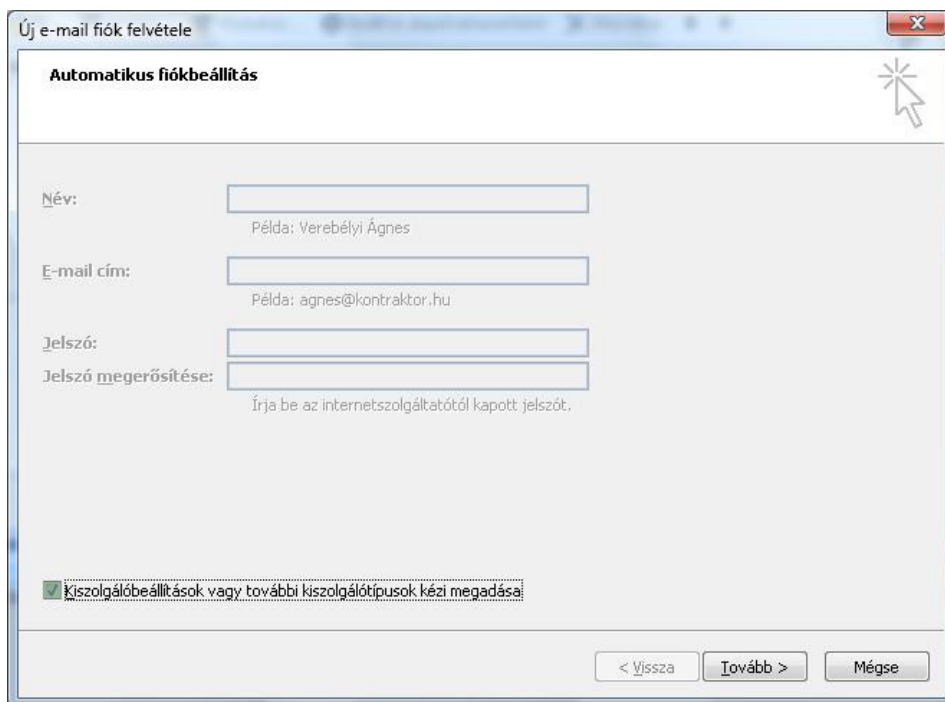 Új e-mail fiók felvétele
Automatikus fiókbeállítás
Név:
Példa: Verebélyi Ágnes
E-mail cím:
Példa: agnes@kontraktor.hu
Jelszó:
Jelszó megerősítése:
Írja be az internetszolgáltatótól kapott jelszót.
Kiszolgálóbeállítások vagy további kiszolgálótípusok kézi megadása
< Vissza Tovább > Mégse